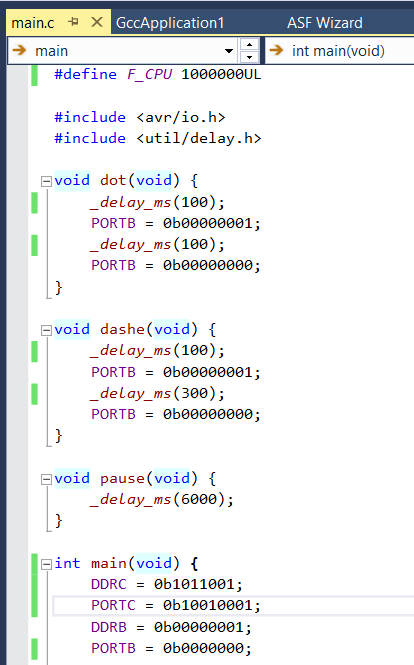 main.c GccApplication1 ASF Wizard
main int main(void)
#define F_CPU 1000000UL
#include <avr/io.h>
#include <util/delay.h>
void dot(void) {
_delay_ms(100);
PORTB = 0b00000001;
_delay_ms(100);
PORTB = 0b00000000;
}
void dashe(void) {
_delay_ms(100);
PORTB = 0b00000001;
_delay_ms(300);
PORTB = 0b00000000;
}
void pause(void) {
_delay_ms(6000);
}
int main(void) {
DDRC = 0b1011001;
PORTC = 0b10010001;
DDRB = 0b00000001;
PORTB = 0b0000000;